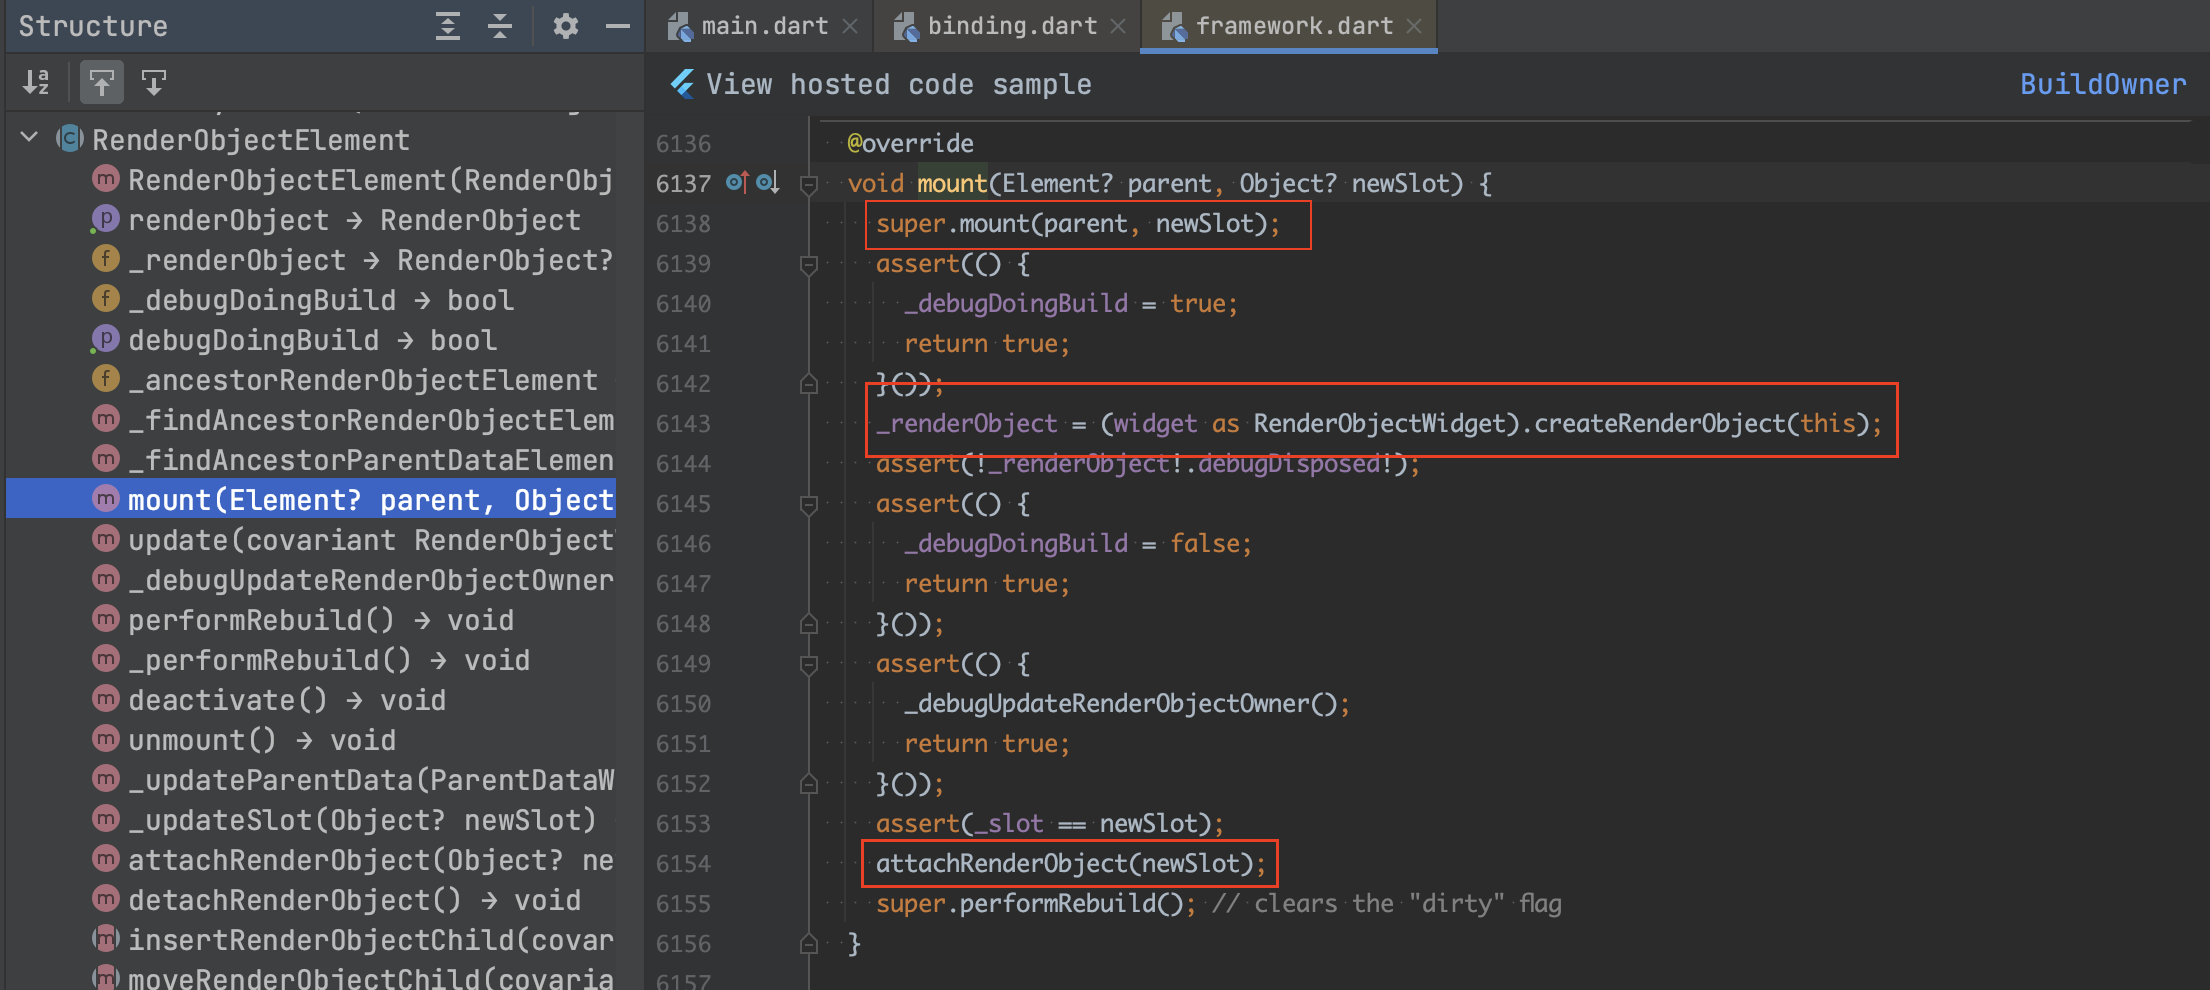 Structure
RenderObjectElement
RenderObjectElement(RenderObj
renderObject → RenderObject
_renderObject → RenderObject?
_debugDoingBuild → bool
debugDoingBuild → bool
_ancestorRenderObjectElement
_findAncestorRenderObjectElem
_findAncestorParentDataElemen
mount(Element? parent, Object
update(covariant RenderObject
_debugUpdateRenderObjectOwner
performRebuild() → void
_performRebuild() → void
deactivate() → void
unmount() → void
_updateParentData(ParentDataW
_updateSlot(Object? newSlot)
attachRenderObject(Object? ne
detachRenderObject() → void
insertRenderObjectChild(covar
moveRenderObjectChild(covaria
main.dart
binding.dart
framework.dart
View hosted code sample
BuildOwner
6136 @override
6137 void mount(Element? parent, Object? newSlot) {
6138 super.mount(parent, newSlot);
6139 assert(() {
6140 _debugDoingBuild = true;
6141 return true;
6142 }());
6143 _renderObject = (widget as RenderObjectWidget).createRenderObject(this);
6144 assert(!_renderObject!.debugDisposed!);
6145 assert(() {
6146 _debugDoingBuild = false;
6147 return true;
6148 }());
6149 assert(() {
6150 _debugUpdateRenderObjectOwner();
6151 return true;
6152 }());
6153 assert(_slot == newSlot);
6154 attachRenderObject(newSlot);
6155 super.performRebuild(); // clears the "dirty" flag
6156 }
6157